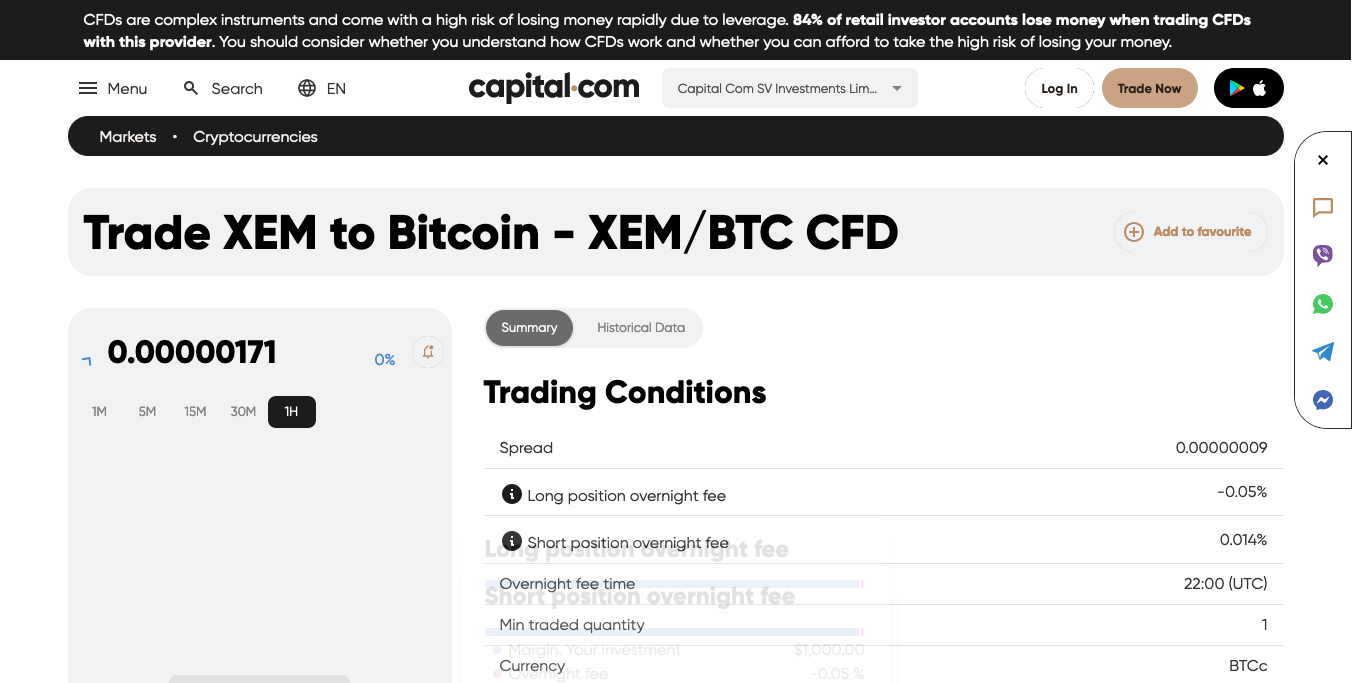 CFDs are complex instruments and come with a high risk of losing money rapidly due to leverage. 84% of retail investor accounts lose money when trading CFDs
with this provider. You should consider whether you understand how CFDs work and whether you can afford to take the high risk of losing your money.
Menu Search EN capital.com Capital Com SV Investments Lim... Log In Trade Now
Markets • Cryptocurrencies
Trade XEM to Bitcoin - XEM/BTC CFD
Add to favourite
0.00000171 0%
1M 5M 15M 30M 1H
Summary Historical Data
Trading Conditions
Spread 0.00000009
Long position overnight fee -0.05%
Short position overnight fee 0.014%
Long position overnight fee
Overnight fee time 22:00 (UTC)
Short position overnight fee
Min traded quantity 1
Margin. Your investment $1,000.00
Currency BTCc
Overnight fee -0.05 %